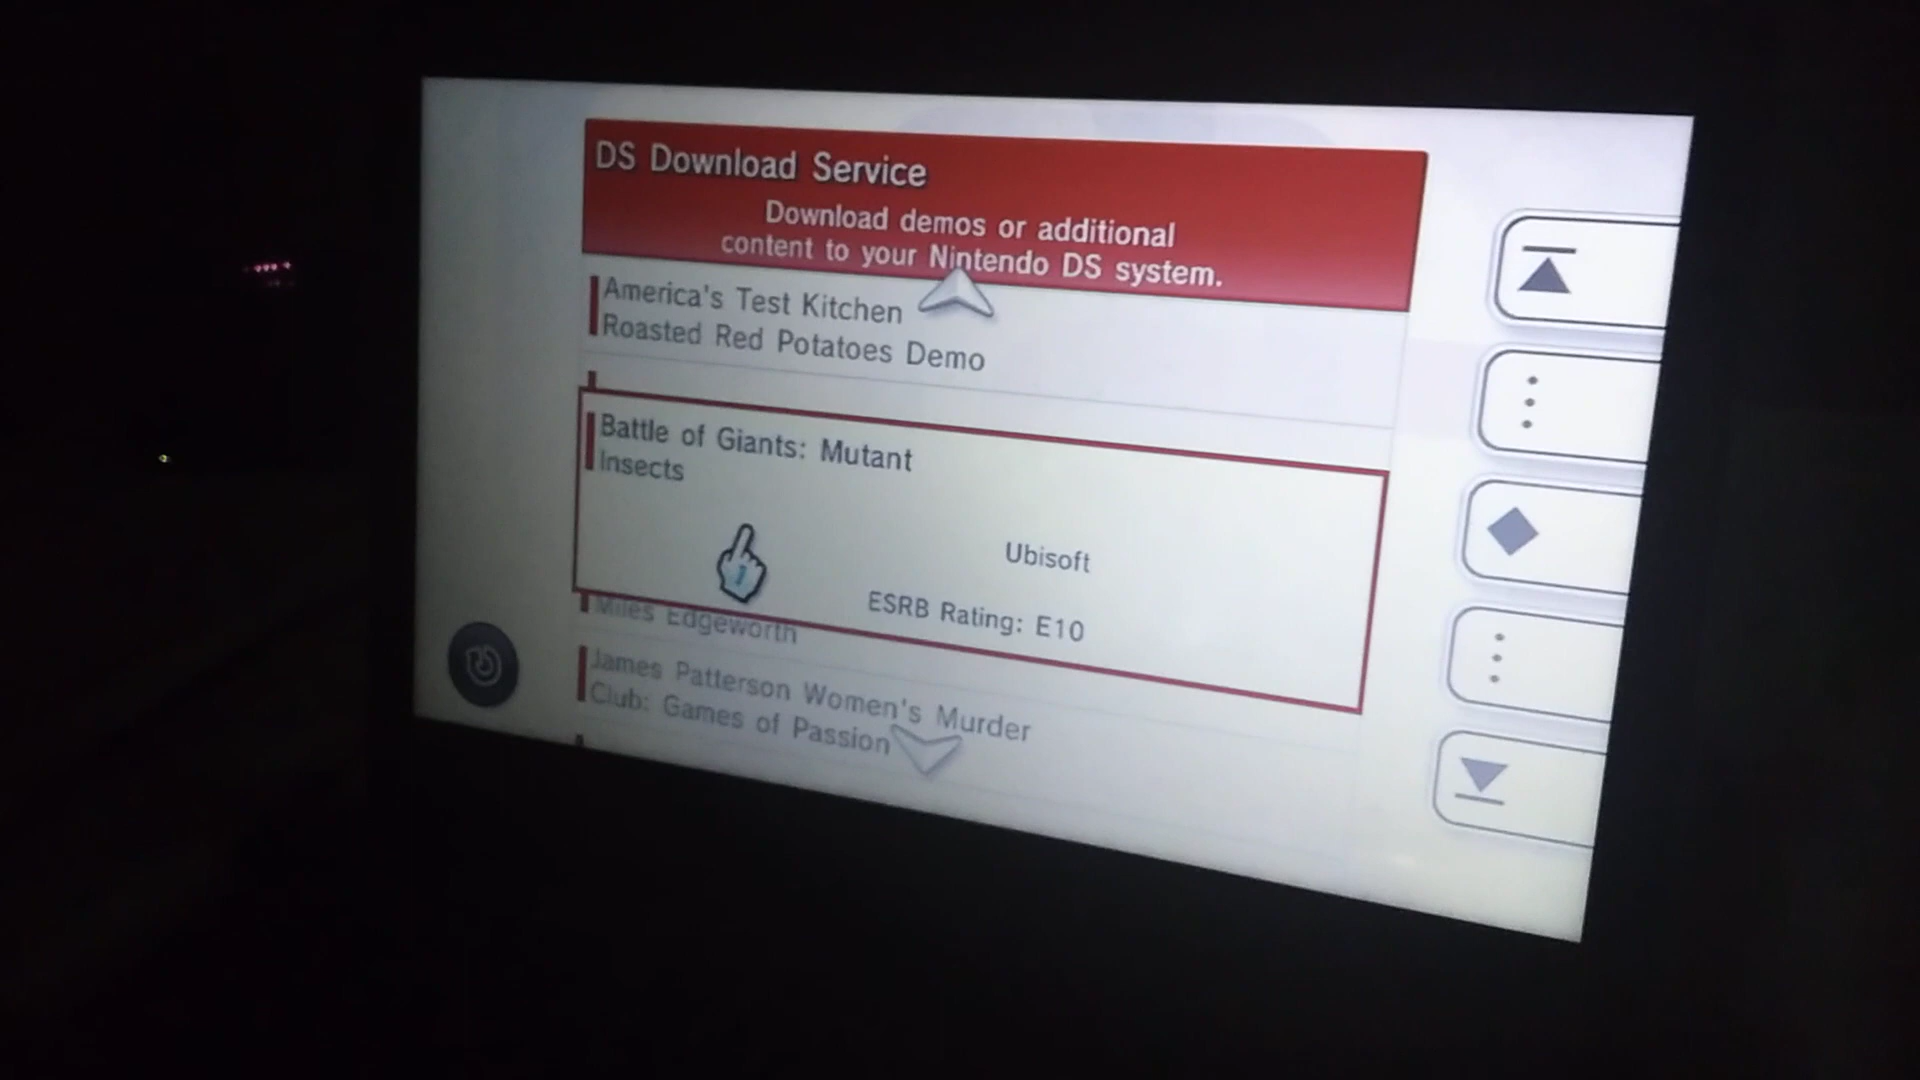 DS Download Service
Download demos or additional
content to your Nintendo DS system.
America's Test Kitchen
Roasted Red Potatoes Demo
Battle of Giants: Mutant
Insects
1
Ubisoft
ESRB Rating: E10
Miles Edgeworth
James Patterson Women's Murder
Club: Games of Passion